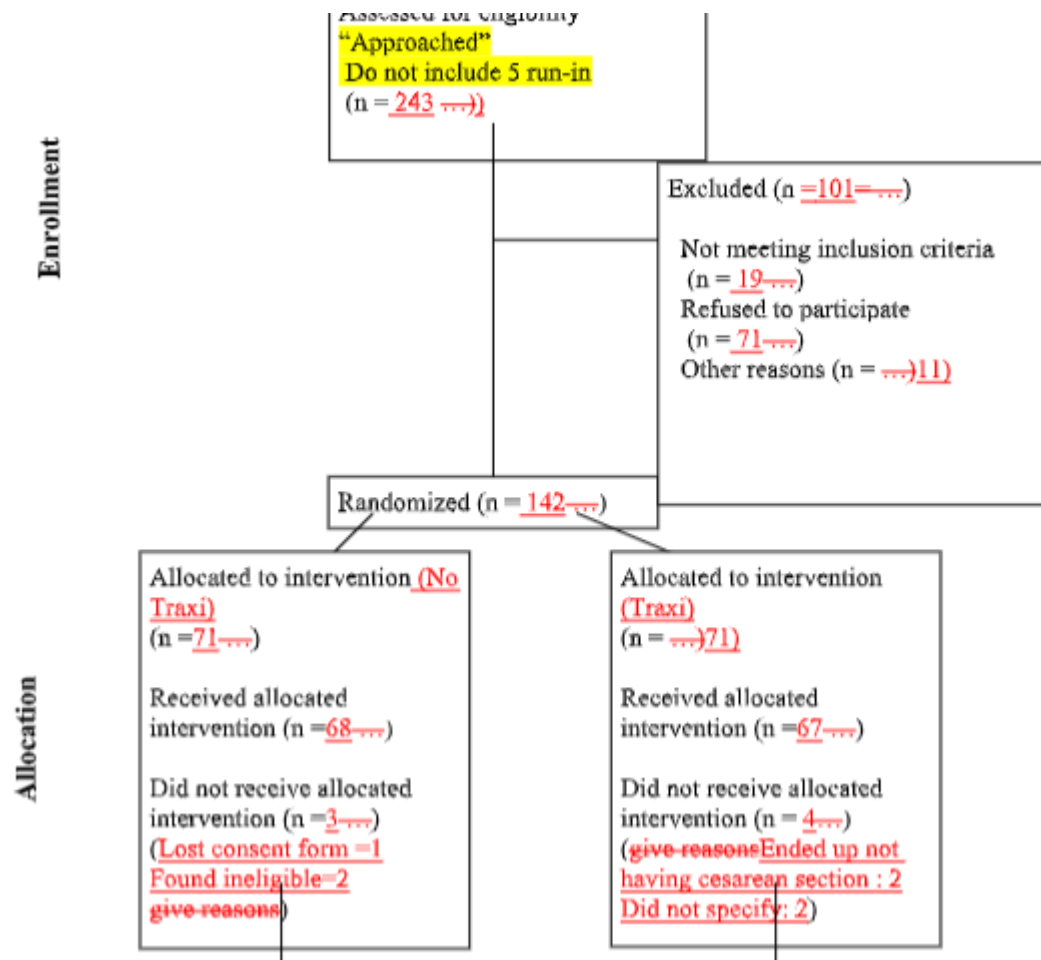 Assessed for eligibility
“Approached”
Do not include 5 run-in
(n = 243 …))
Enrollment
Excluded (n =101= …)
Not meeting inclusion criteria
(n = 19 …)
Refused to participate
(n = 71 …)
Other reasons (n = …)11)
Randomized (n = 142 …)
Allocation
Allocated to intervention (No
Traxi)
(n =71 …)
Received allocated
intervention (n =68 …)
Did not receive allocated
intervention (n =3 …)
(Lost consent form =1
Found ineligible=2
give reasons)
Allocated to intervention
(Traxi)
(n = …)71)
Received allocated
intervention (n =67 …)
Did not receive allocated
intervention (n = 4…)
(give reasonsEnded up not
having cesarean section : 2
Did not specify: 2)